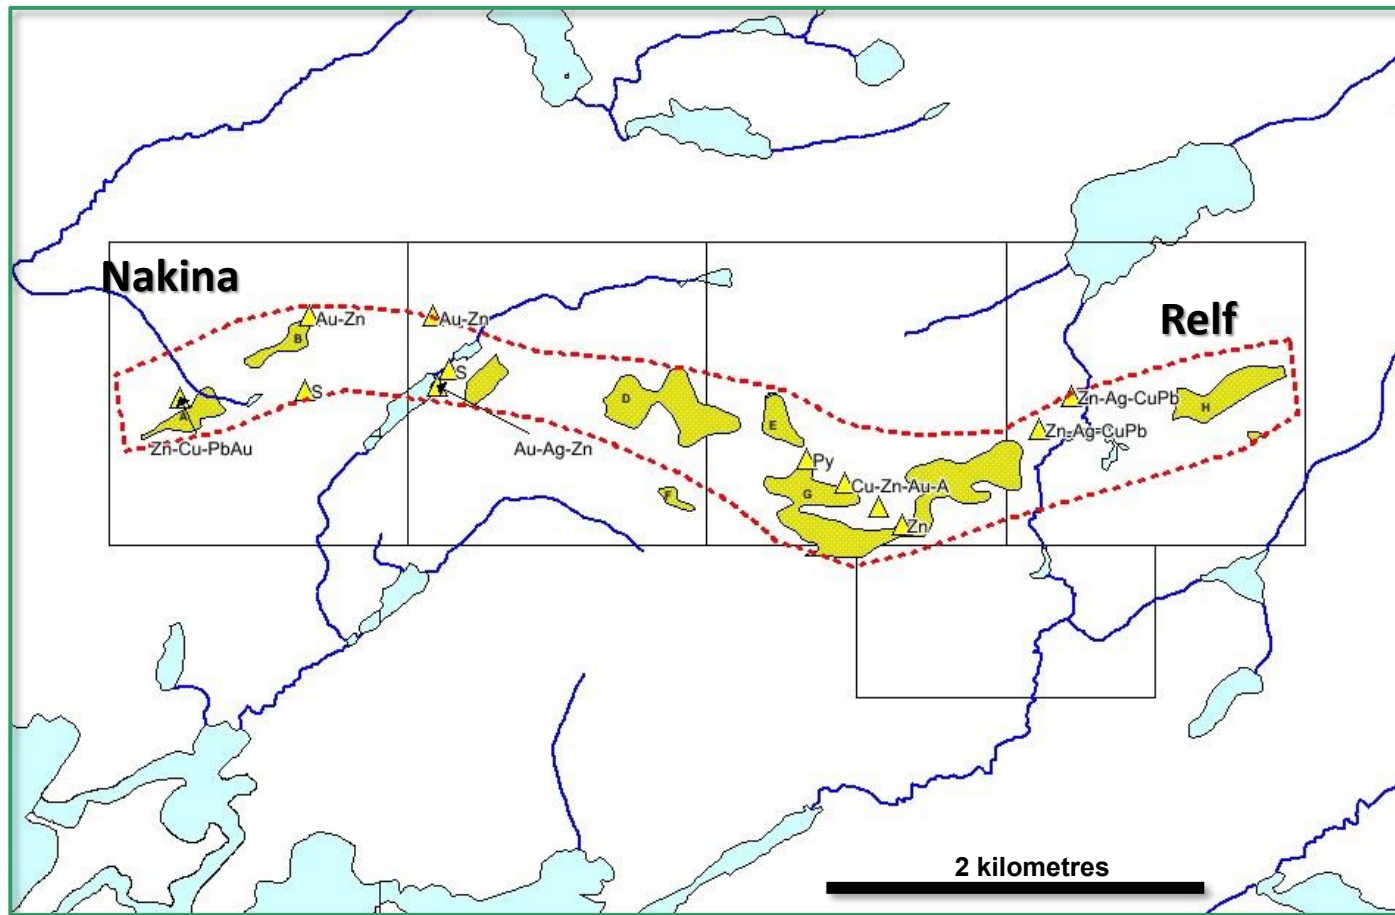 Nakina
Relf
Au-Zn
Au-Zn
B
S
S
A
Zn-Cu-PbAu
Au-Ag-Zn
D
E
F
Py
G
Cu-Zn-Au-A
Zn
Zn-Ag-CuPb
Zn-Ag-CuPb
H
2 kilometres